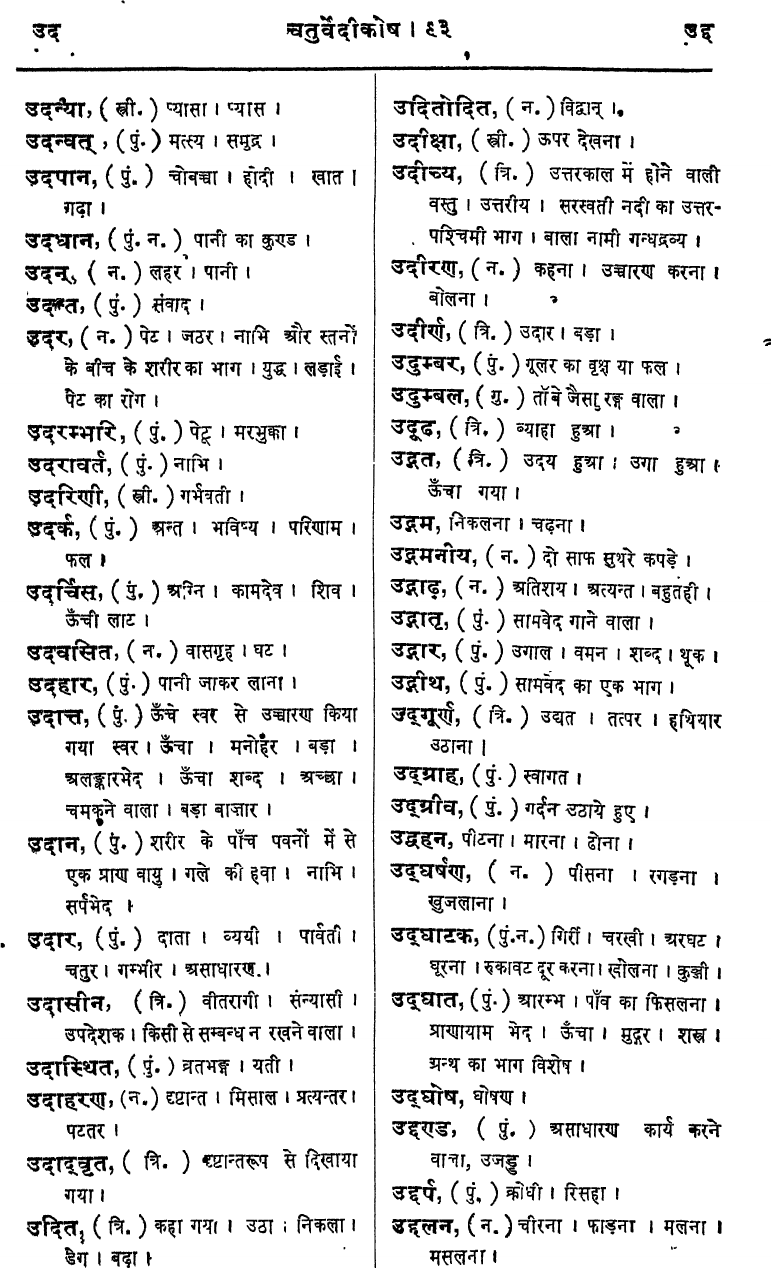 उद
चतुर्वेदीकोष । ९३
उद्द
उदन्या, ( स्त्री. ) प्यासा । प्यास ।
उदन्वत् , ( पुं. ) मत्स्य । समुद्र ।
उदपान, ( पुं. ) चोबच्चा । होदी । खात ।
गढ़ा ।
उदधान, ( पुं. न. ) पानी का कुण्ड ।
उदन्, ( न. ) लहर । पानी ।
उदन्त, ( पुं. ) संवाद ।
उदर, ( न. ) पेट । जठर । नाभि और स्तनों
के बीच के शरीर का भाग । युद्ध । लड़ाई ।
पेट का रोग ।
उदरम्भरि, ( पुं. ) पेटू । मरभुक्का ।
उदरावर्त, ( पुं. ) नाभि ।
उदरिणी, ( स्त्री. ) गर्भवती ।
उदर्क, ( पुं. ) अन्त । भविष्य । परिणाम ।
फल ।
उदर्चिस, ( पुं. ) अग्नि । कामदेव । शिव ।
ऊँची लाट ।
उदवसित, ( न. ) वासगृह । घट ।
उदहार, ( पुं. ) पानी जाकर लाना ।
उदात्त, ( पुं. ) ऊँचे स्वर से उच्चारण किया
गया स्वर । ऊँचा । मनोहर । बड़ा ।
अलङ्कारभेद । ऊँचा शब्द । अच्छा ।
चमकने वाला । बड़ा बाजार ।
उदान, ( पुं. ) शरीर के पाँच पवनों में से
एक प्राण वायु । गले की हवा । नाभि ।
सर्पभेद ।
उदार, ( पुं. ) दाता । व्ययी । पार्वती ।
चतुर । गम्भीर । असाधारण. ।
उदासीन, ( त्रि. ) वीतरागी । संन्यासी ।
उपदेशक । किसी से सम्बन्ध न रखने वाला ।
उदास्थित, ( पुं. ) व्रतभङ्ग । यती ।
उदाहरण, (न.) दृष्टान्त । मिसाल । प्रत्यन्तर ।
पटतर ।
उदाद्वृत, ( त्रि. ) दृष्टान्तरूप से दिखाया
गया ।
उदित, ( त्रि. ) कहा गया । उठा । निकला ।
डेग । बढ़ा ।
उदितोदित, ( न. ) विद्वान् ।
उदीक्षा, ( स्त्री. ) ऊपर देखना ।
उदीच्य, ( त्रि. ) उत्तरकाल में होने वाली
वस्तु । उत्तरीय । सरस्वती नदी का उत्तर-
पश्चिमी भाग । बाला नामी गन्धद्रव्य ।
उदीरण, ( न. ) कहना । उच्चारण करना ।
बोलना ।
उदीर्ण, ( त्रि. ) उदार । बड़ा ।
उदुम्बर, ( पुं. ) गूलर का वृक्ष या फल ।
उदुम्बल, ( गु. ) ताँबे जैसा रङ्ग वाला ।
उदूढ, ( त्रि. ) व्याहा हुआ ।
उद्गत, ( त्रि. ) उदय हुआ । उगा हुआ ।
ऊँचा गया ।
उद्गम, निकलना । चढ़ना ।
उद्गमनीय, ( न. ) दो साफ सुथरे कपड़े ।
उद्गाढ़, ( न. ) अतिशय । अत्यन्त । बहुतही ।
उद्गातृ, ( पुं. ) सामवेद गाने वाला ।
उद्गार, ( पुं. ) उगाल । वमन । शब्द । थूक ।
उद्गीथ, ( पुं. ) सामवेद का एक भाग ।
उद्गूर्ण, ( त्रि. ) उद्यत । तत्पर । हथियार
उठाना ।
उद्ग्राह, ( पुं. ) स्वागत ।
उद्ग्रीव, ( पुं. ) गर्दन उठाये हुए ।
उद्वहन, पीटना । मारना । ढोना ।
उद्घर्षण, ( न. ) पीसना । रगड़ना ।
खुजलाना ।
उद्घाटक, (पुं.न.) गिर्री । चरखी । अरघट ।
घूरना । रुकावट दूर करना । खोलना । कुञ्जी ।
उद्घात, (पुं.) आरम्भ । पाँव का फिसलना ।
प्राणायाम भेद । ऊँचा । मुद्गर । शस्त्र ।
ग्रन्थ का भाग विशेष ।
उद्घोष, घोषण ।
उद्दण्ड, ( पुं. ) असाधारण कार्य करने
वाचा, उजड्ड ।
उद्दर्प, ( पुं. ) क्रोधी । रिसहा ।
उद्दलन, ( न. ) चीरना । फाड़ना । मलना ।
मसलना ।